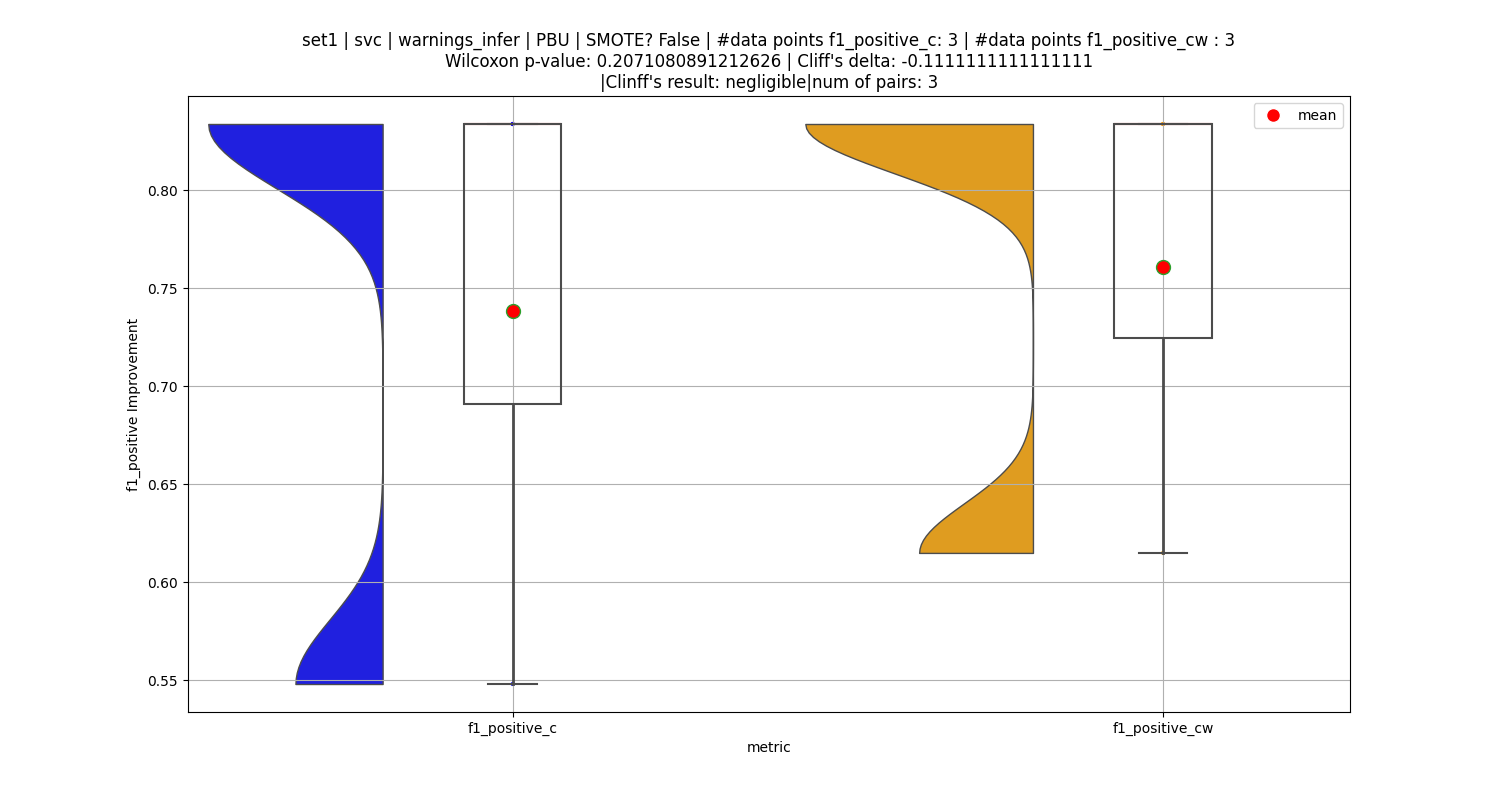 set1 | svc | warnings_infer | PBU | SMOTE? False | #data points f1_positive_c: 3 | #data points f1_positive_cw : 3
Wilcoxon p-value: 0.2071080891212626 | Cliff's delta: -0.1111111111111111
|Clinff's result: negligible|num of pairs: 3
mean
0.80
0.75
0.70
0.65
0.60
0.55
f1_positive Improvement
f1_positive_c
f1_positive_cw
metric